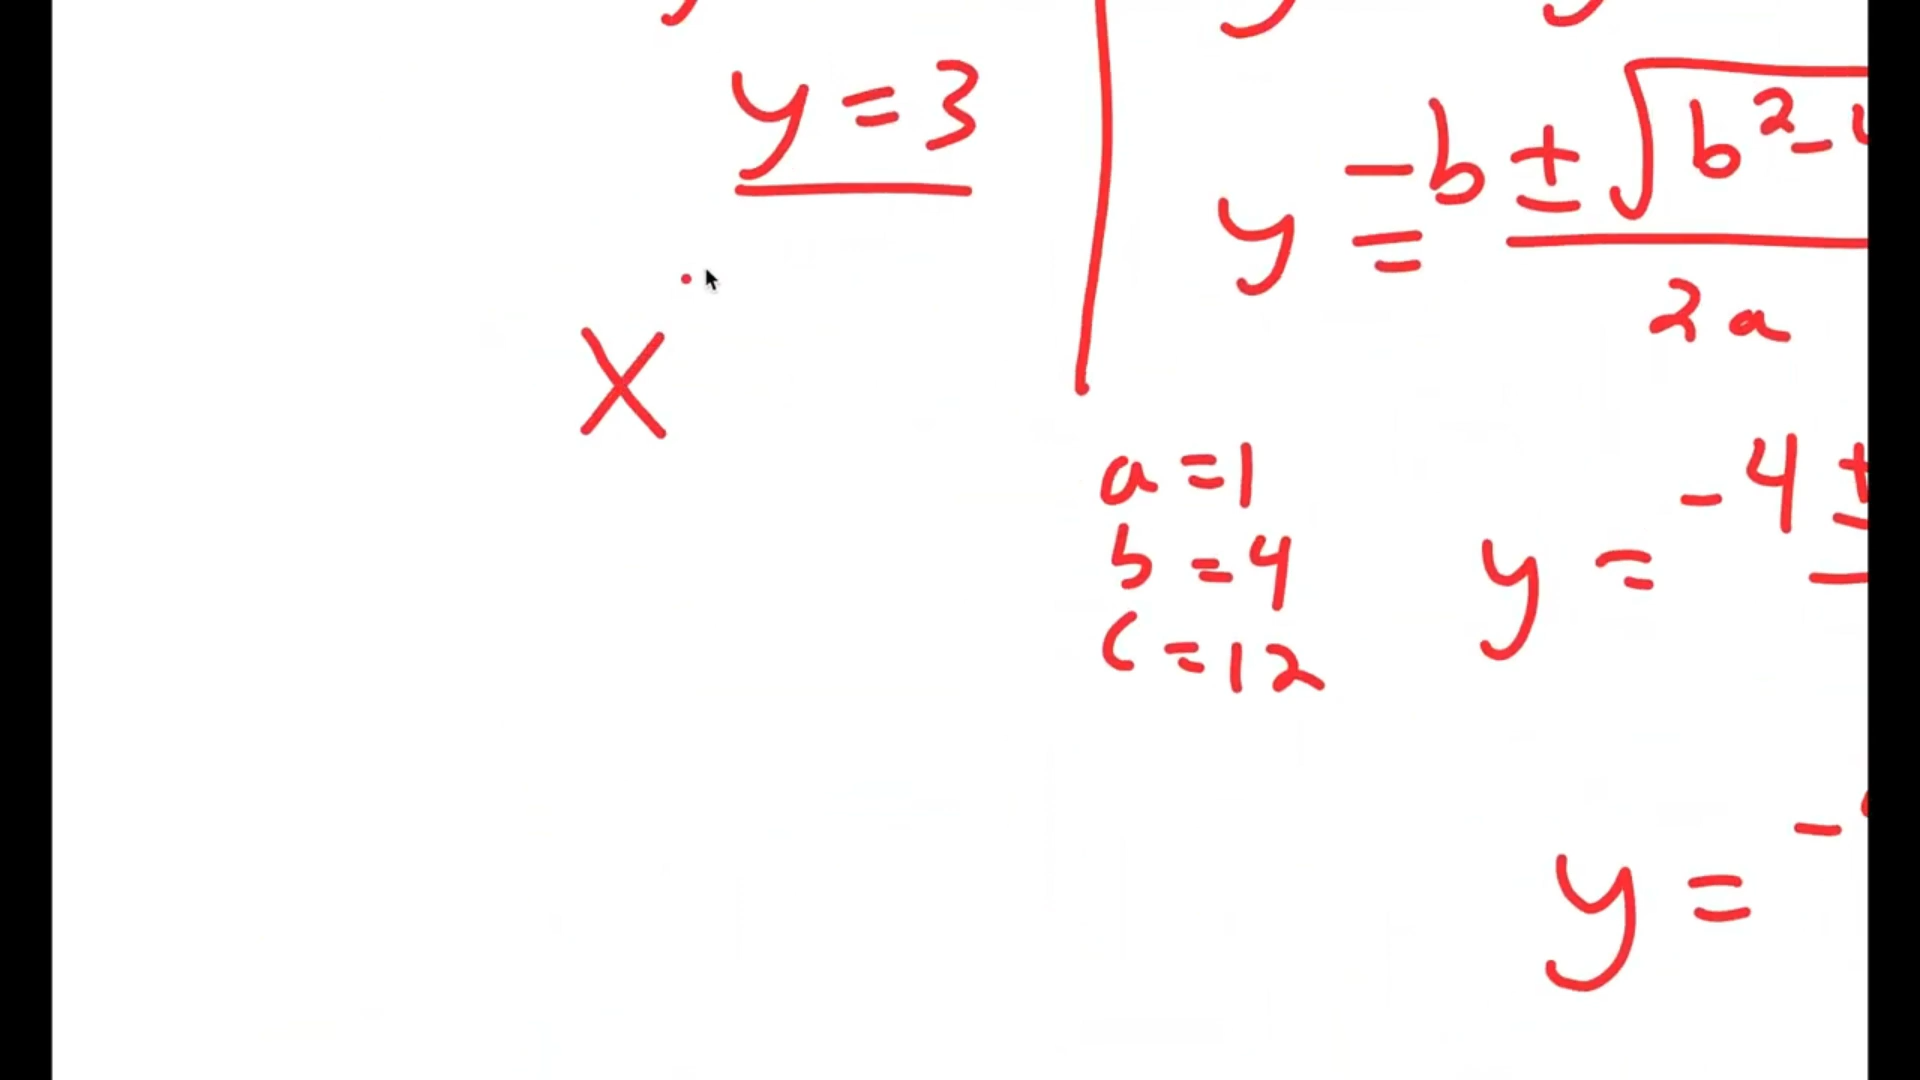 y = 3
y = -b ± √b² -
2a
x
a = 1
b = 4
c = 12
y = -4 ±
y = -